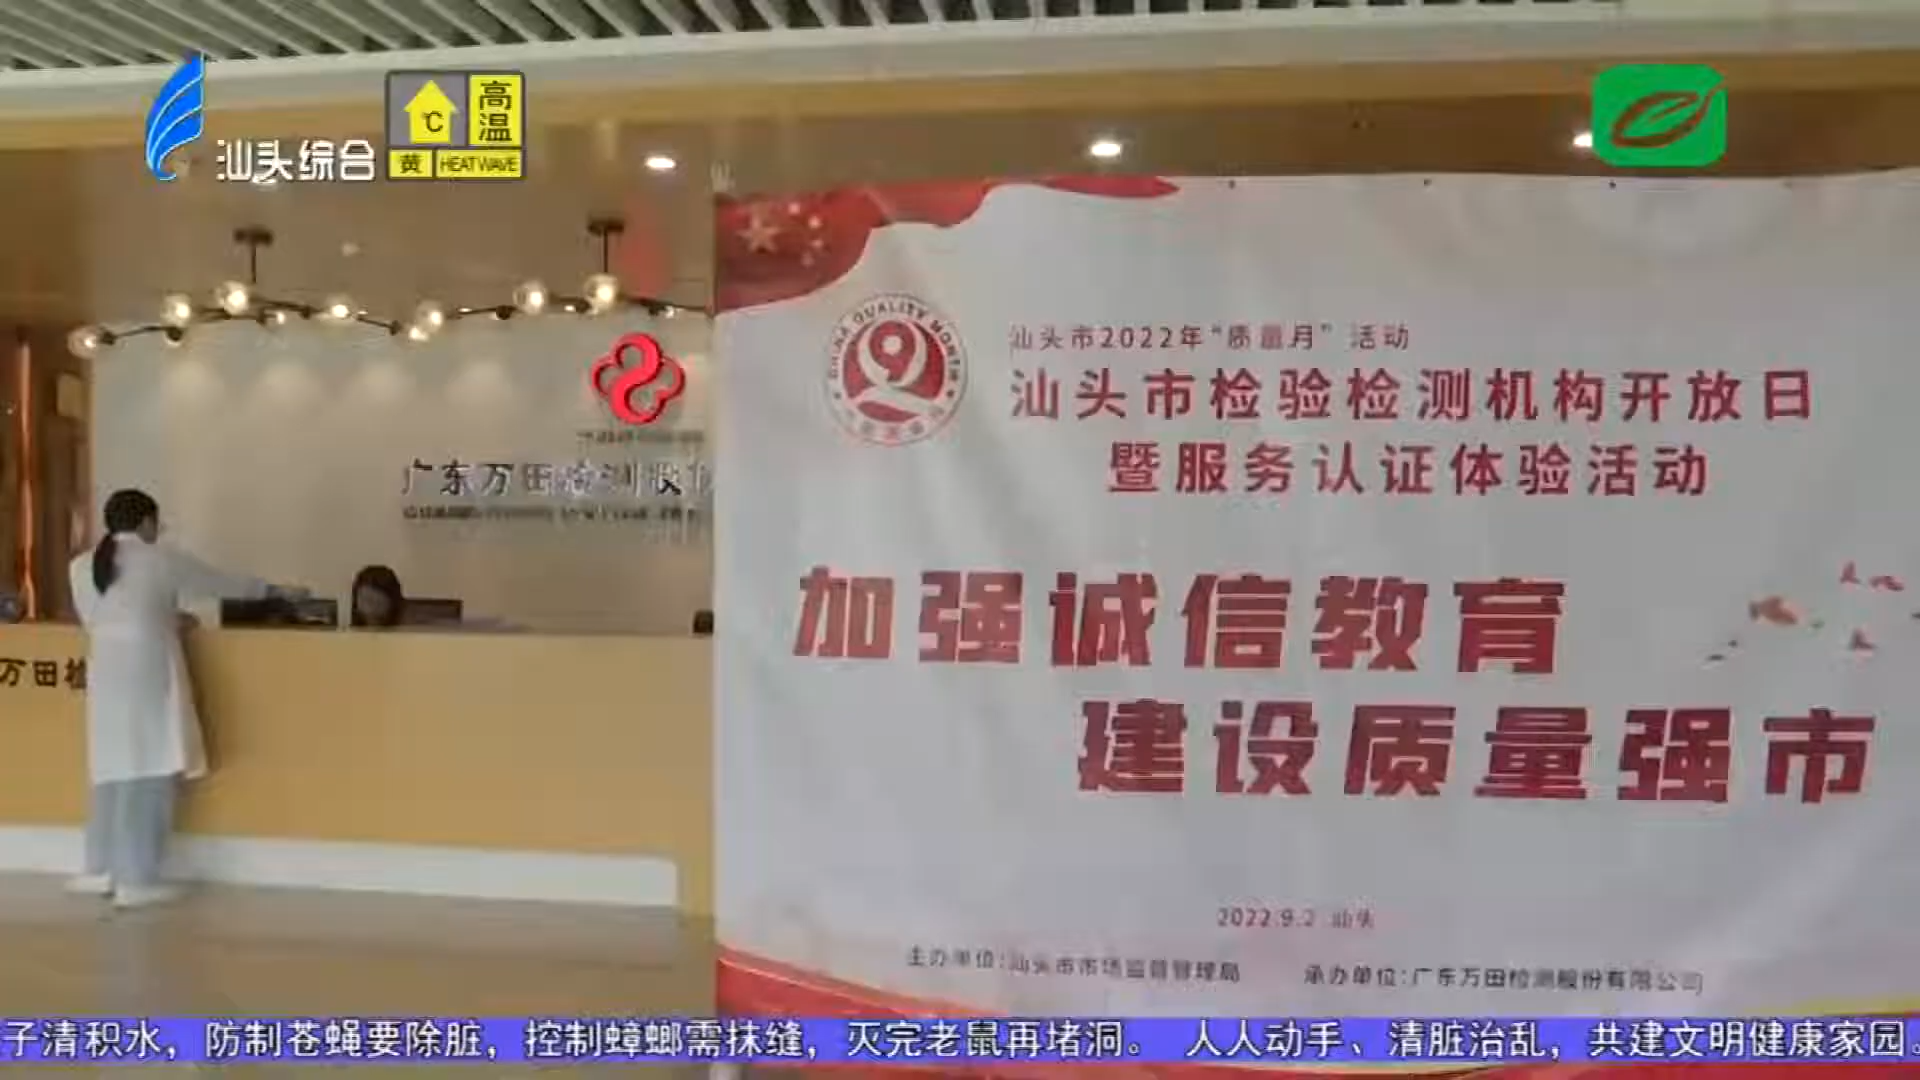 汕头综合
℃
高温
黄
HEAT WAVE
CHINA QUALITY MONTH
汕头市2022年“质量月”活动
汕头市检验检测机构开放日
暨服务认证体验活动
加强诚信教育
建设质量强市
2022.9.2 汕头
主办单位:汕头市市场监督管理局
承办单位:广东万田检测股份有限公司
广东万田检测股
万田检
子清积水，防制苍蝇要除脏，控制蟑螂需抹缝，灭完老鼠再堵洞。 人人动手、清脏治乱，共建文明健康家园。